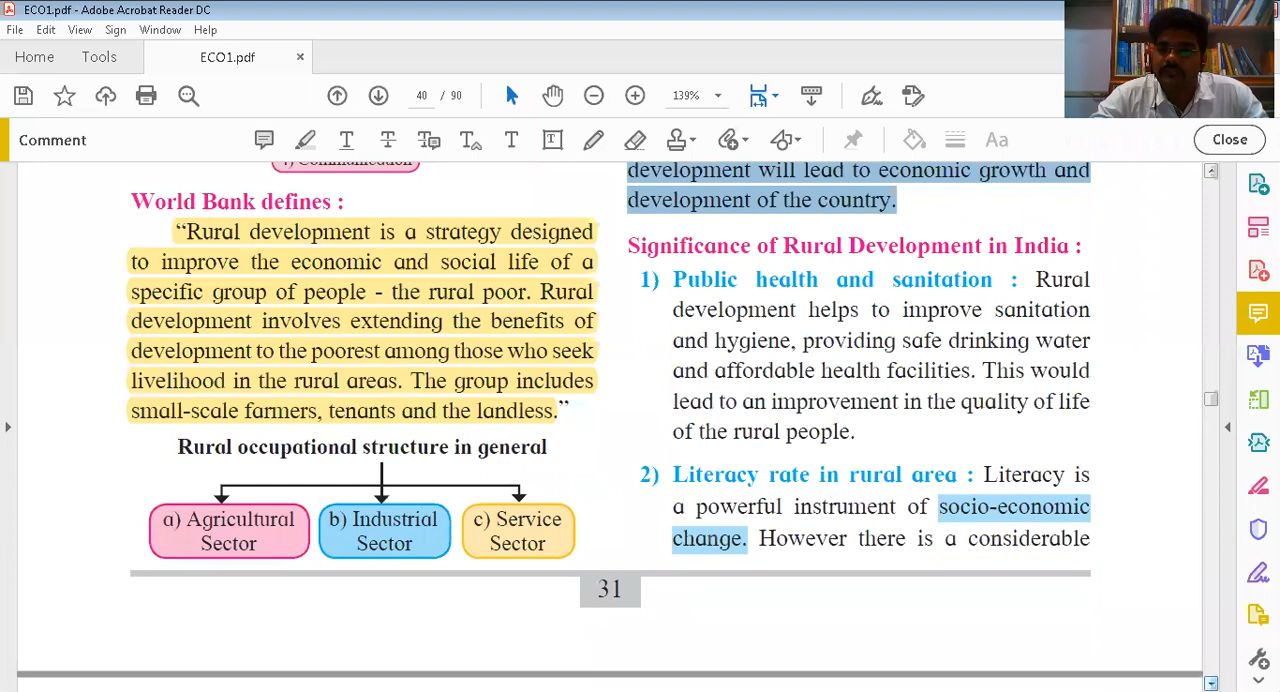 ECO1.pdf - Adobe Acrobat Reader DC
File Edit View Sign Window Help
Home Tools ECO1.pdf ×
40 / 90 139%
Comment
Close
World Bank defines :
“Rural development is a strategy designed
to improve the economic and social life of a
specific group of people - the rural poor. Rural
development involves extending the benefits of
development to the poorest among those who seek
livelihood in the rural areas. The group includes
small-scale farmers, tenants and the landless.”
Rural occupational structure in general
a) Agricultural
Sector
b) Industrial
Sector
c) Service
Sector
development will lead to economic growth and
development of the country.
Significance of Rural Development in India :
1) Public health and sanitation : Rural
development helps to improve sanitation
and hygiene, providing safe drinking water
and affordable health facilities. This would
lead to an improvement in the quality of life
of the rural people.
2) Literacy rate in rural area : Literacy is
a powerful instrument of socio-economic
change. However there is a considerable
31